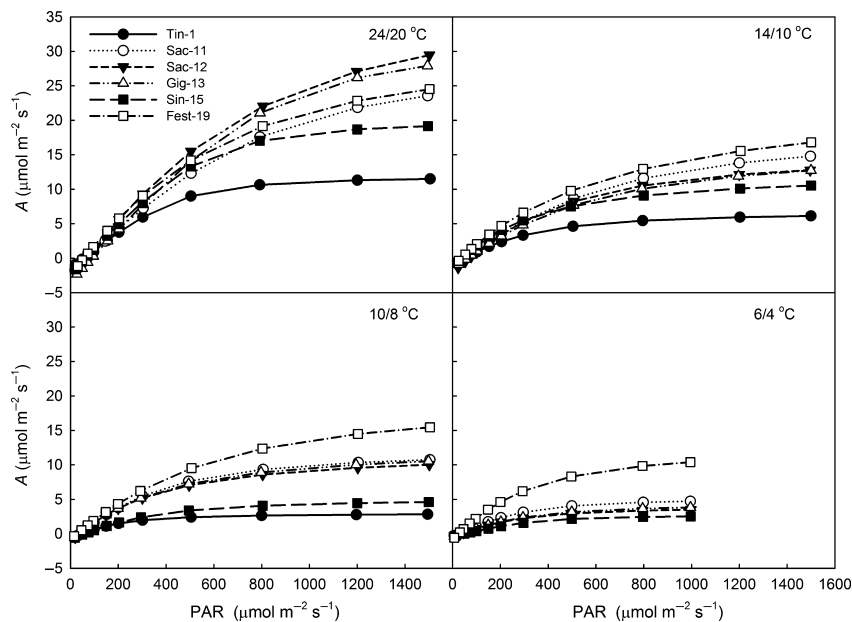 35
30
25
20
15
10
5
0
−5
A (μmol m−2 s−1)
Tin-1
Sac-11
Sac-12
Gig-13
Sin-15
Fest-19
24/20 °C
14/10 °C
30
25
20
15
10
5
0
−5
A (μmol m−2 s−1)
10/8 °C
6/4 °C
0 200 400 600 800 1000 1200 1400
0 200 400 600 800 1000 1200 1400 1600
PAR (μmol m−2 s−1)
PAR (μmol m−2 s−1)